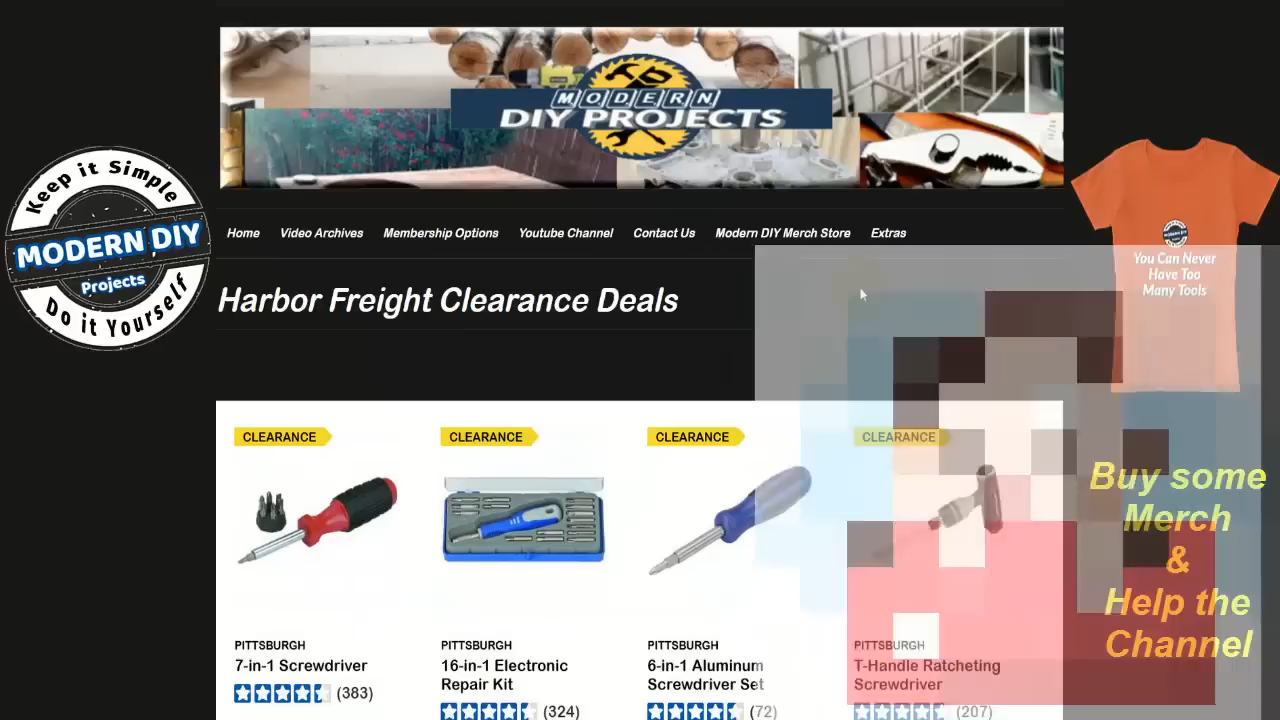 MODERN
DIY PROJECTS
Keep it Simple
MODERN DIY
Projects
Do it Yourself
Home Video Archives Membership Options Youtube Channel Contact Us Modern DIY Merch Store Extras
Harbor Freight Clearance Deals
You Can Never
Have Too
Many Tools
CLEARANCE CLEARANCE CLEARANCE CLEARANCE
Buy some
Merch
&
Help the
Channel
PITTSBURGH
7-in-1 Screwdriver
(383)
PITTSBURGH
16-in-1 Electronic
Repair Kit
(324)
PITTSBURGH
6-in-1 Aluminum
Screwdriver Set
(72)
PITTSBURGH
T-Handle Ratcheting
Screwdriver
(207)